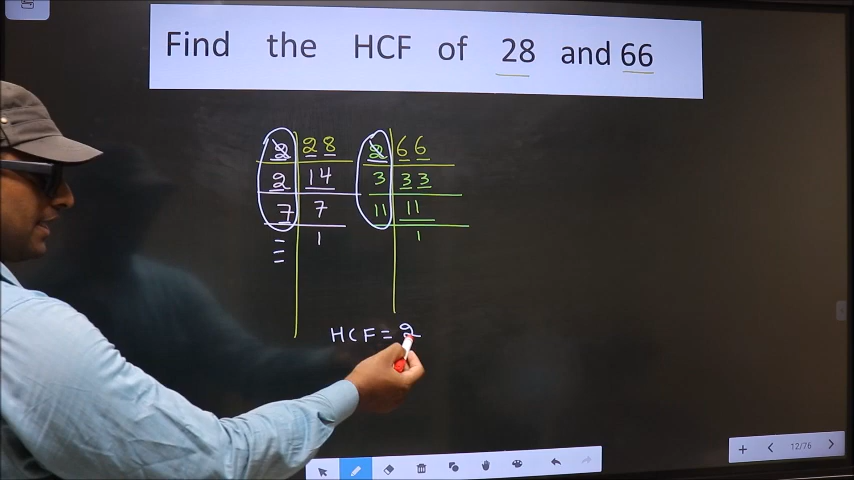 Find the HCF of 28 and 66
2 28 2 66
2 14 3 33
7 7 11 11
1 1
HCF = 2
12/76